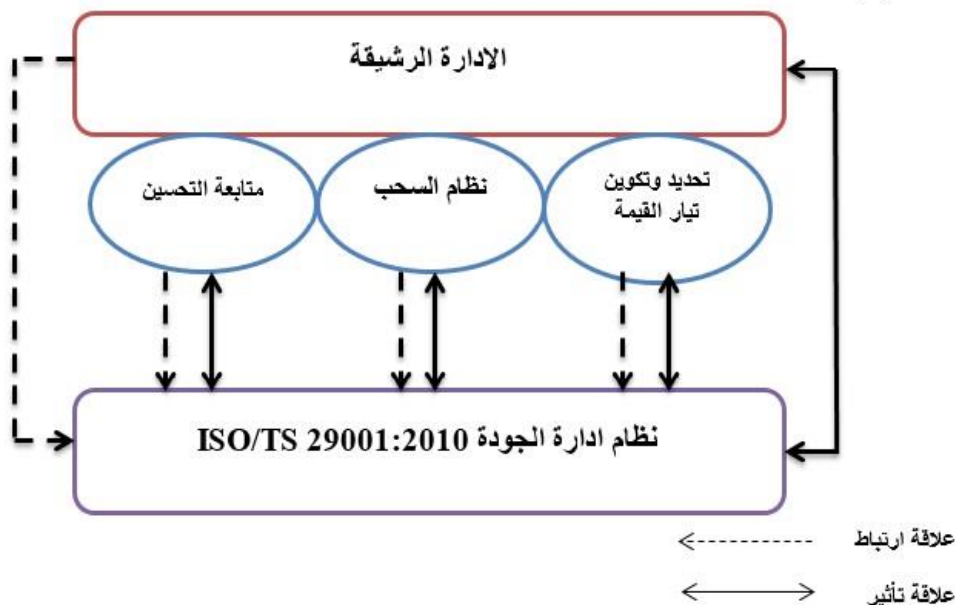 الادارة الرشيقة
تحديد وتكوين
تيار القيمة
نظام السحب
متابعة التحسين
نظام ادارة الجودة ISO/TS 29001:2010
علاقة ارتباط
علاقة تأثير